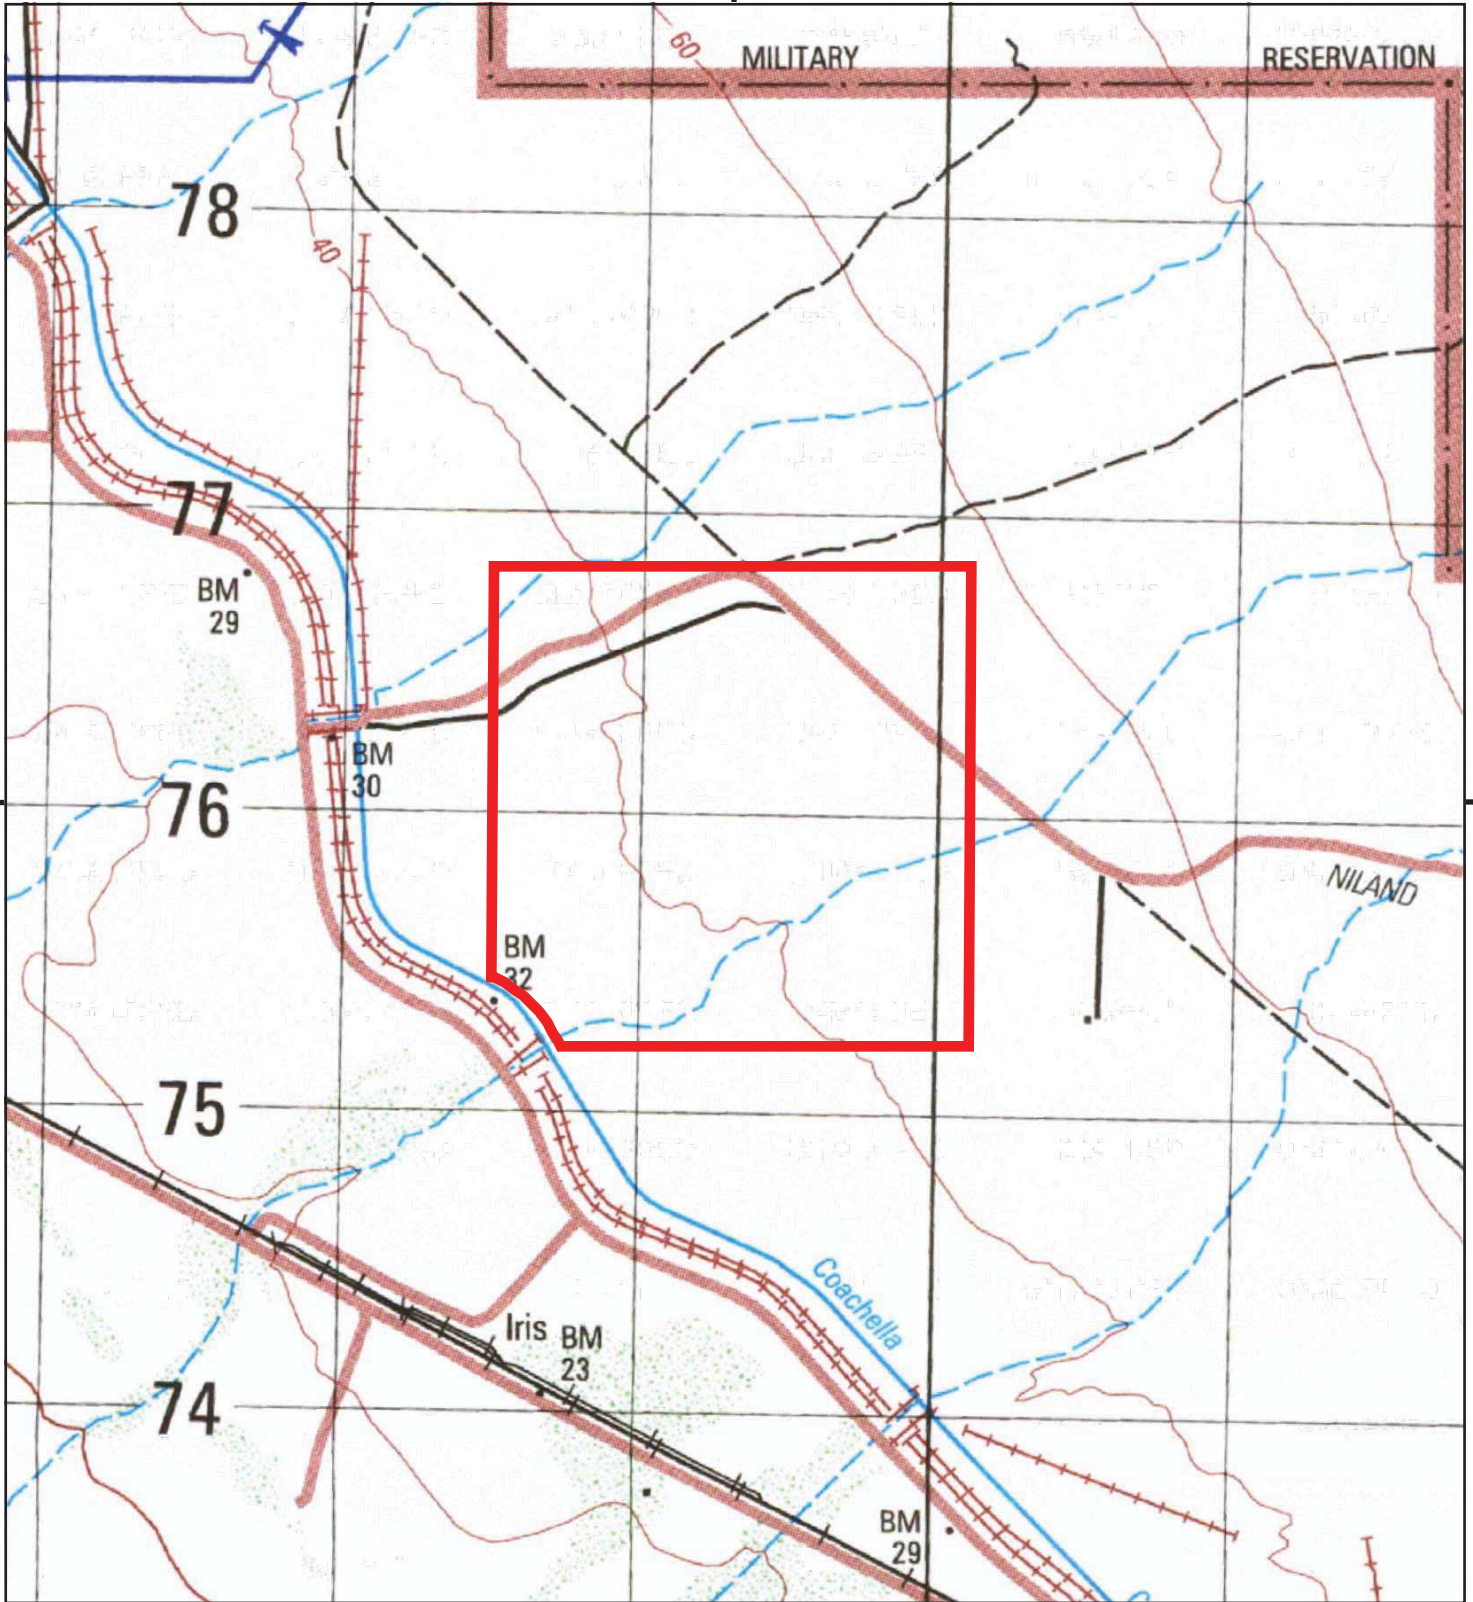 60
MILITARY
RESERVATION
78
40
77
BM
29
BM
30
76
NILAND
BM
32
75
Coachella
Iris
BM
23
74
BM
29